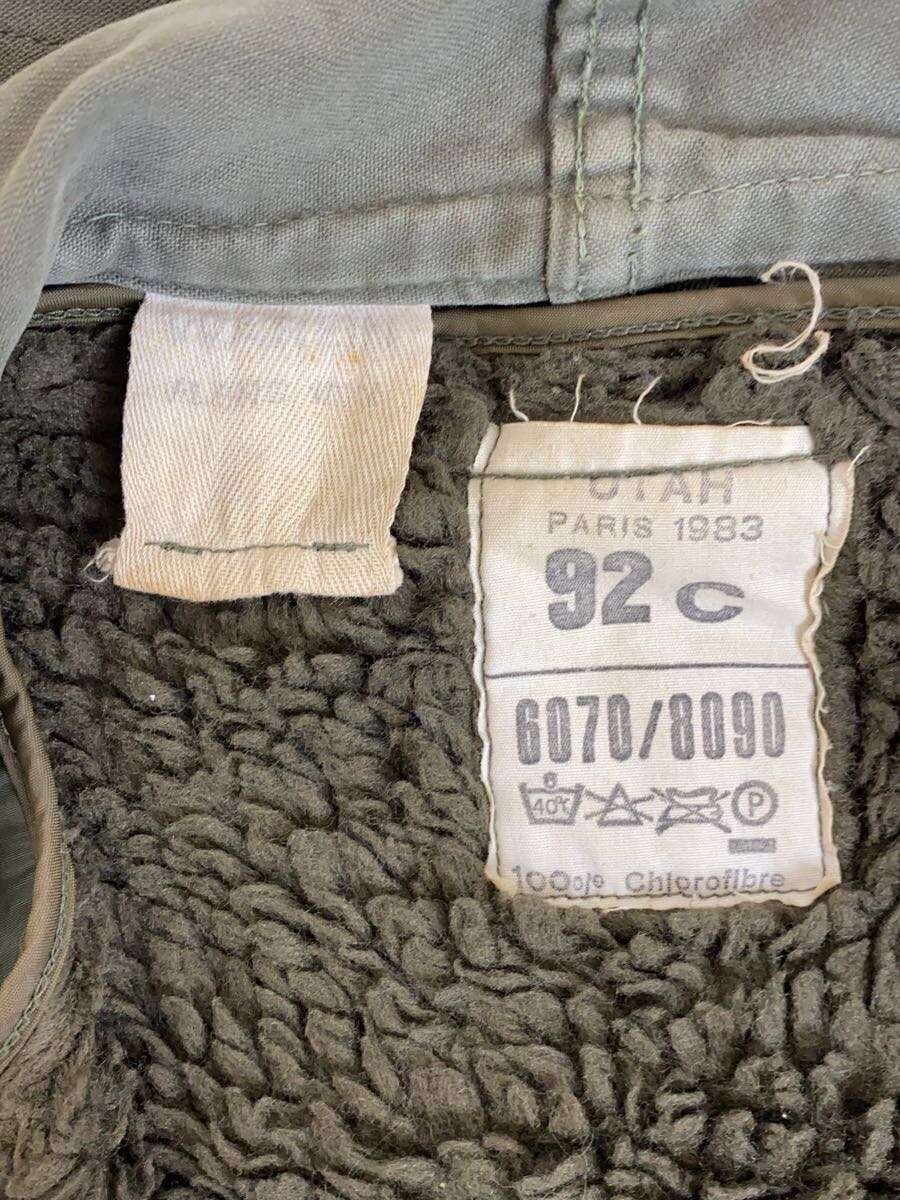 UTAH
PARIS 1983
92 C
6070/8090
40°C P
100% Chlorofibre